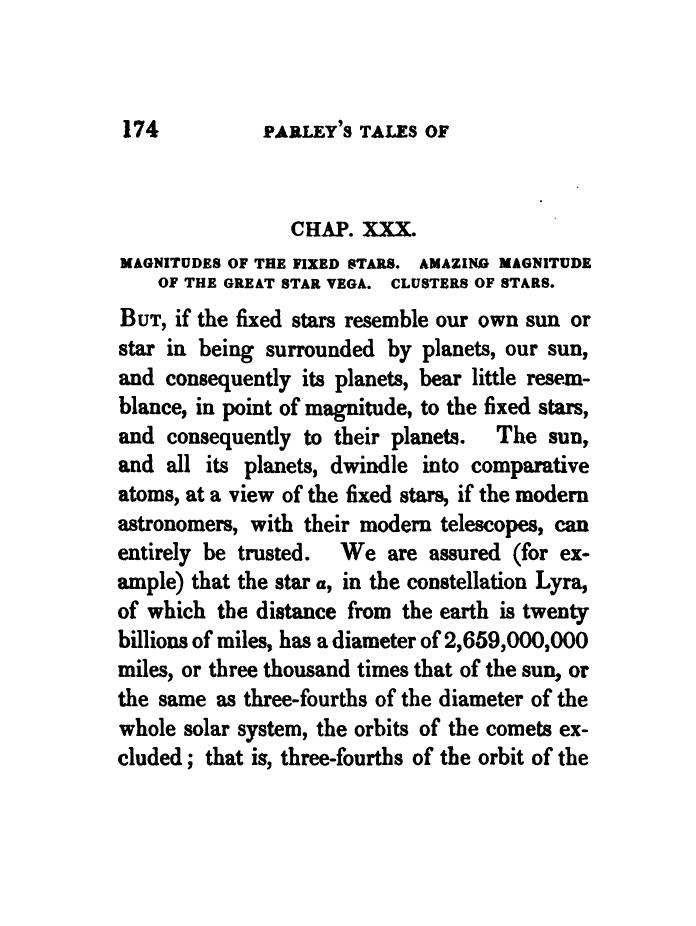 174 PARLEY'S TALES OF
CHAP. XXX.
MAGNITUDES OF THE FIXED STARS. AMAZING MAGNITUDE
OF THE GREAT STAR VEGA. CLUSTERS OF STARS.
BUT, if the fixed stars resemble our own sun or
star in being surrounded by planets, our sun,
and consequently its planets, bear little resem-
blance, in point of magnitude, to the fixed stars,
and consequently to their planets. The sun,
and all its planets, dwindle into comparative
atoms, at a view of the fixed stars, if the modern
astronomers, with their modern telescopes, can
entirely be trusted. We are assured (for ex-
ample) that the star a, in the constellation Lyra,
of which the distance from the earth is twenty
billions of miles, has a diameter of 2,659,000,000
miles, or three thousand times that of the sun, or
the same as three-fourths of the diameter of the
whole solar system, the orbits of the comets ex-
cluded; that is, three-fourths of the orbit of the